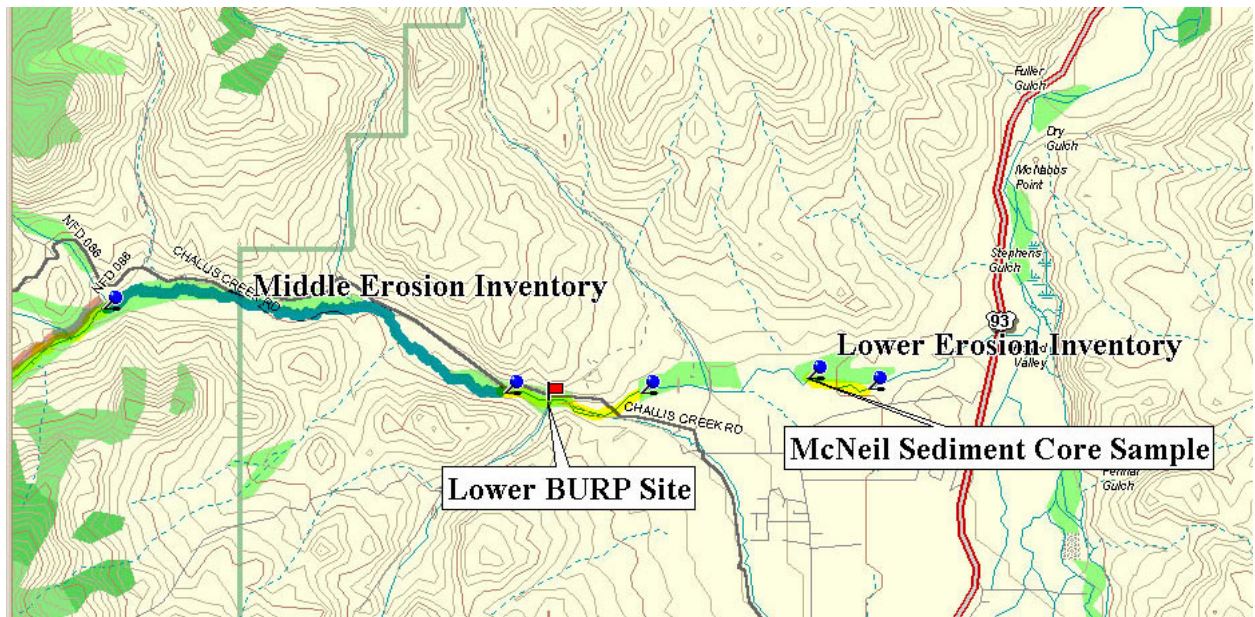 Fuller
Gulch
Dry
Gulch
McNabbs
Point
NFD 086
NFD 086
CHALLIS CREEK RD
Stephens
Gulch
Middle Erosion Inventory
93
Lower Erosion Inventory
Valley
CHALLIS CREEK RD
McNeil Sediment Core Sample
Lower BURP Site
Gulch